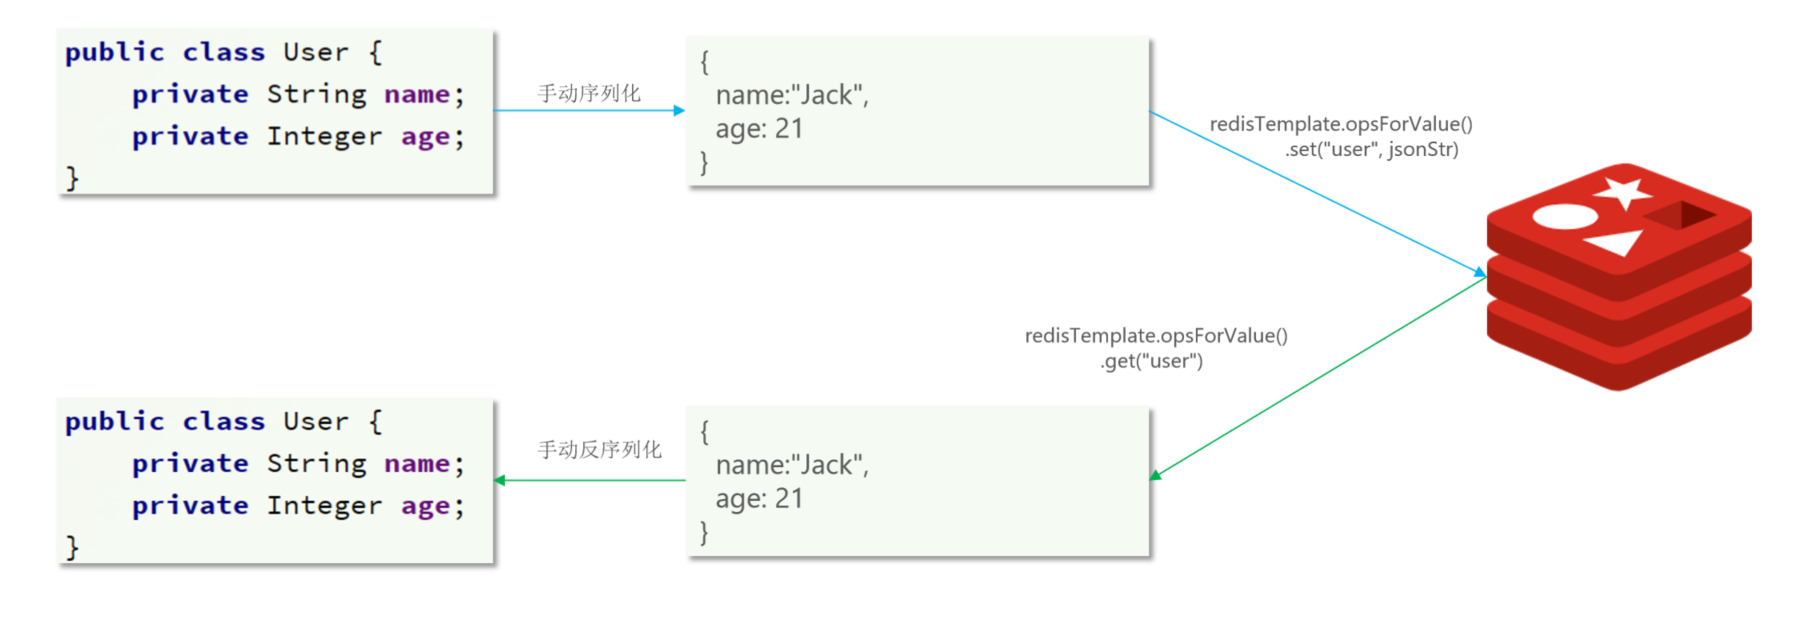 public class User {
private String name;
private Integer age;
}
手动序列化
{
name:"Jack",
age: 21
}
redisTemplate.opsForValue()
.set("user", jsonStr)
redisTemplate.opsForValue()
.get("user")
{
name:"Jack",
age: 21
}
手动反序列化
public class User {
private String name;
private Integer age;
}